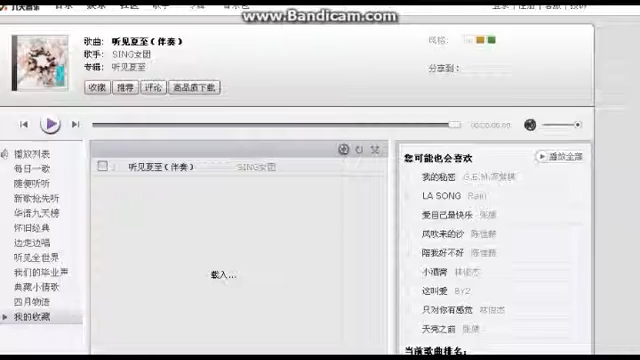 www.Bandicam.com
九天音乐
歌曲: 听见夏至(伴奏)
歌手: SING女团
专辑: 听见夏至
风格:
分享到:
收藏 推荐 评论 高品质下载
播放列表
每日一歌
随便听听
新歌抢先听
华语九天榜
怀旧经典
边走边唱
听见全世界
我们的毕业声
典藏小情歌
四月物语
我的收藏
听见夏至(伴奏) SING女团
载入...
您可能也会喜欢 播放全部
我的秘密 G.E.M.邓紫棋
LA SONG Rain
爱自己最快乐
风吹来的沙
陪我好不好
小酒窝 林俊杰
这叫爱 BY2
只对你有感觉
天亮之前
当前歌曲排名: